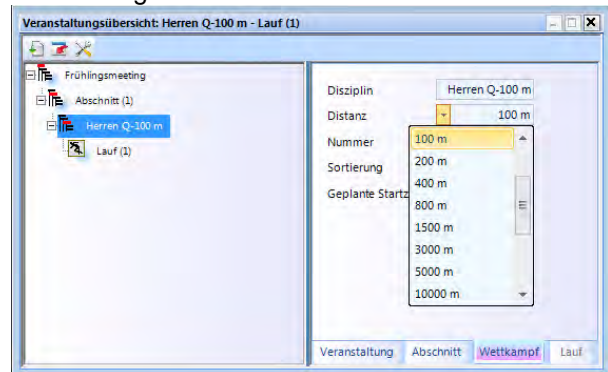 Veranstaltungsübersicht: Herren Q-100 m - Lauf (1)
Frühlingsmeeting
Abschnitt (1)
Herren Q-100 m
Lauf (1)
Disziplin Herren Q-100 m
Distanz 100 m
Nummer
Sortierung
Geplante Startz
100 m
200 m
400 m
800 m
1500 m
3000 m
5000 m
10000 m
Veranstaltung Abschnitt Wettkampf Lauf